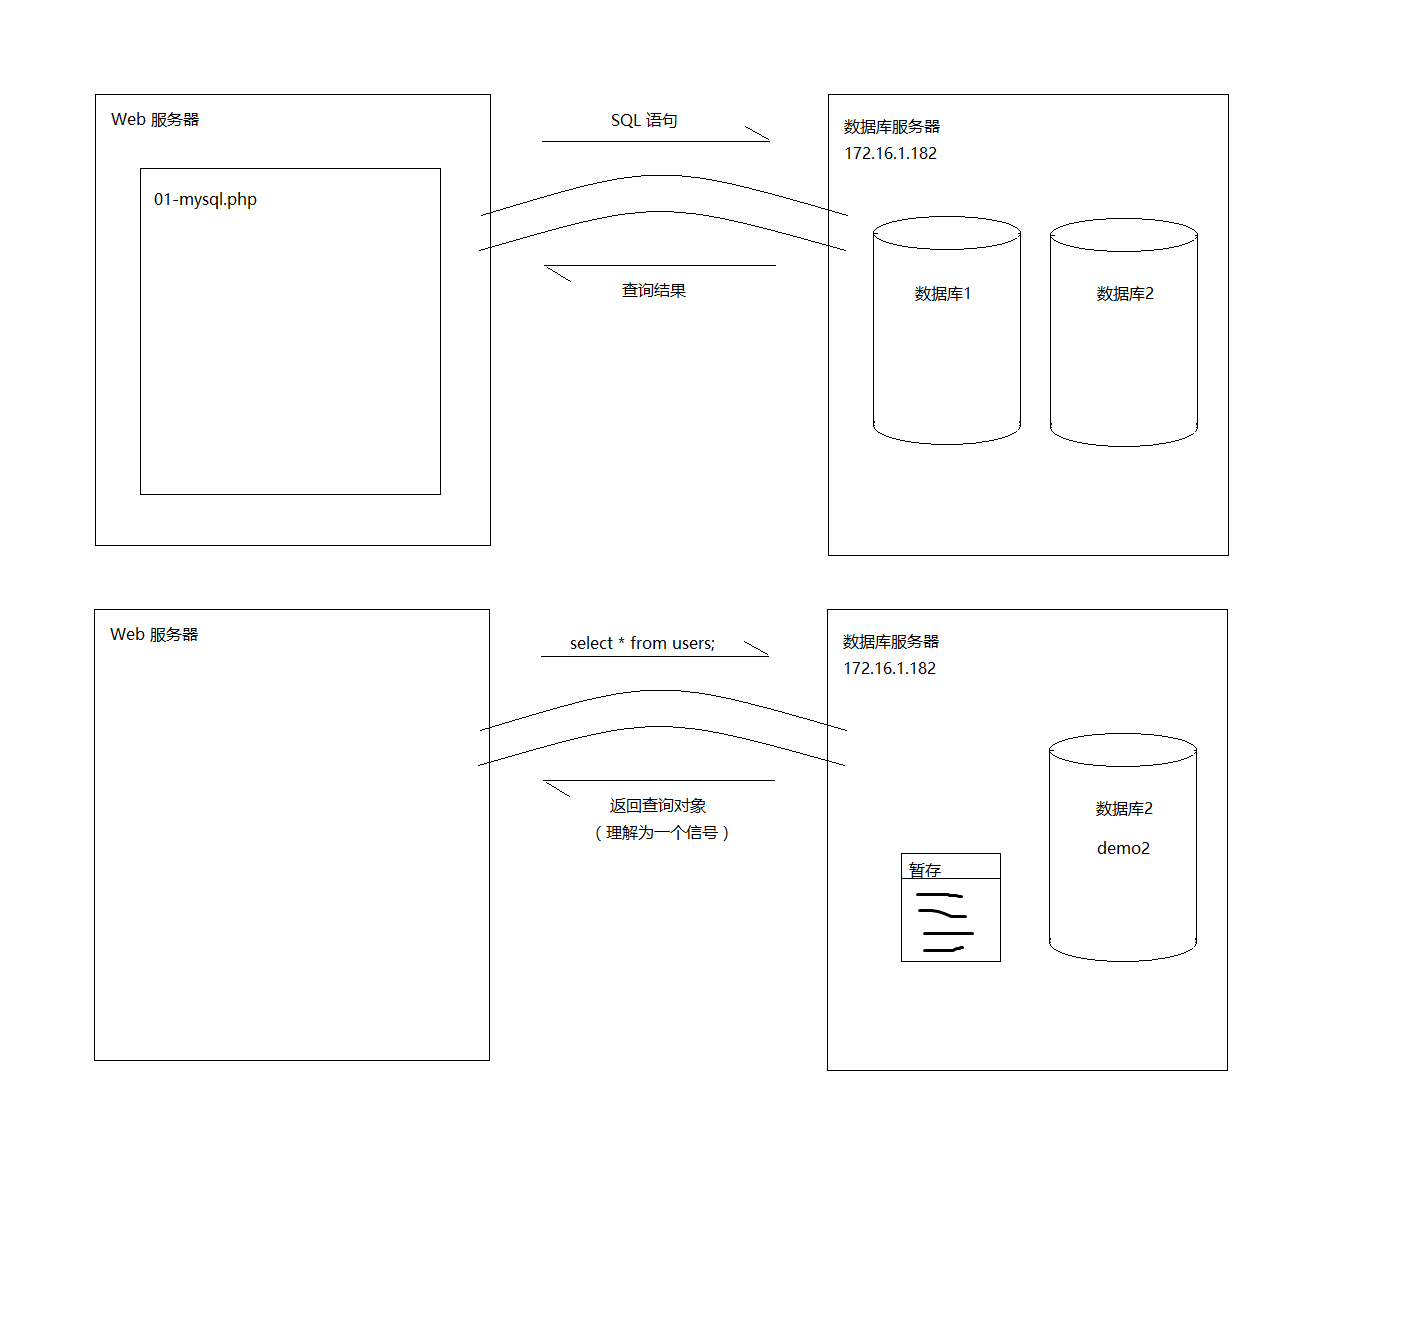 Web 服务器
01-mysql.php
SQL 语句
查询结果
数据库服务器
172.16.1.182
数据库1
数据库2
Web 服务器
select * from users;
返回查询对象
（理解为一个信号）
数据库服务器
172.16.1.182
暂存
数据库2
demo2